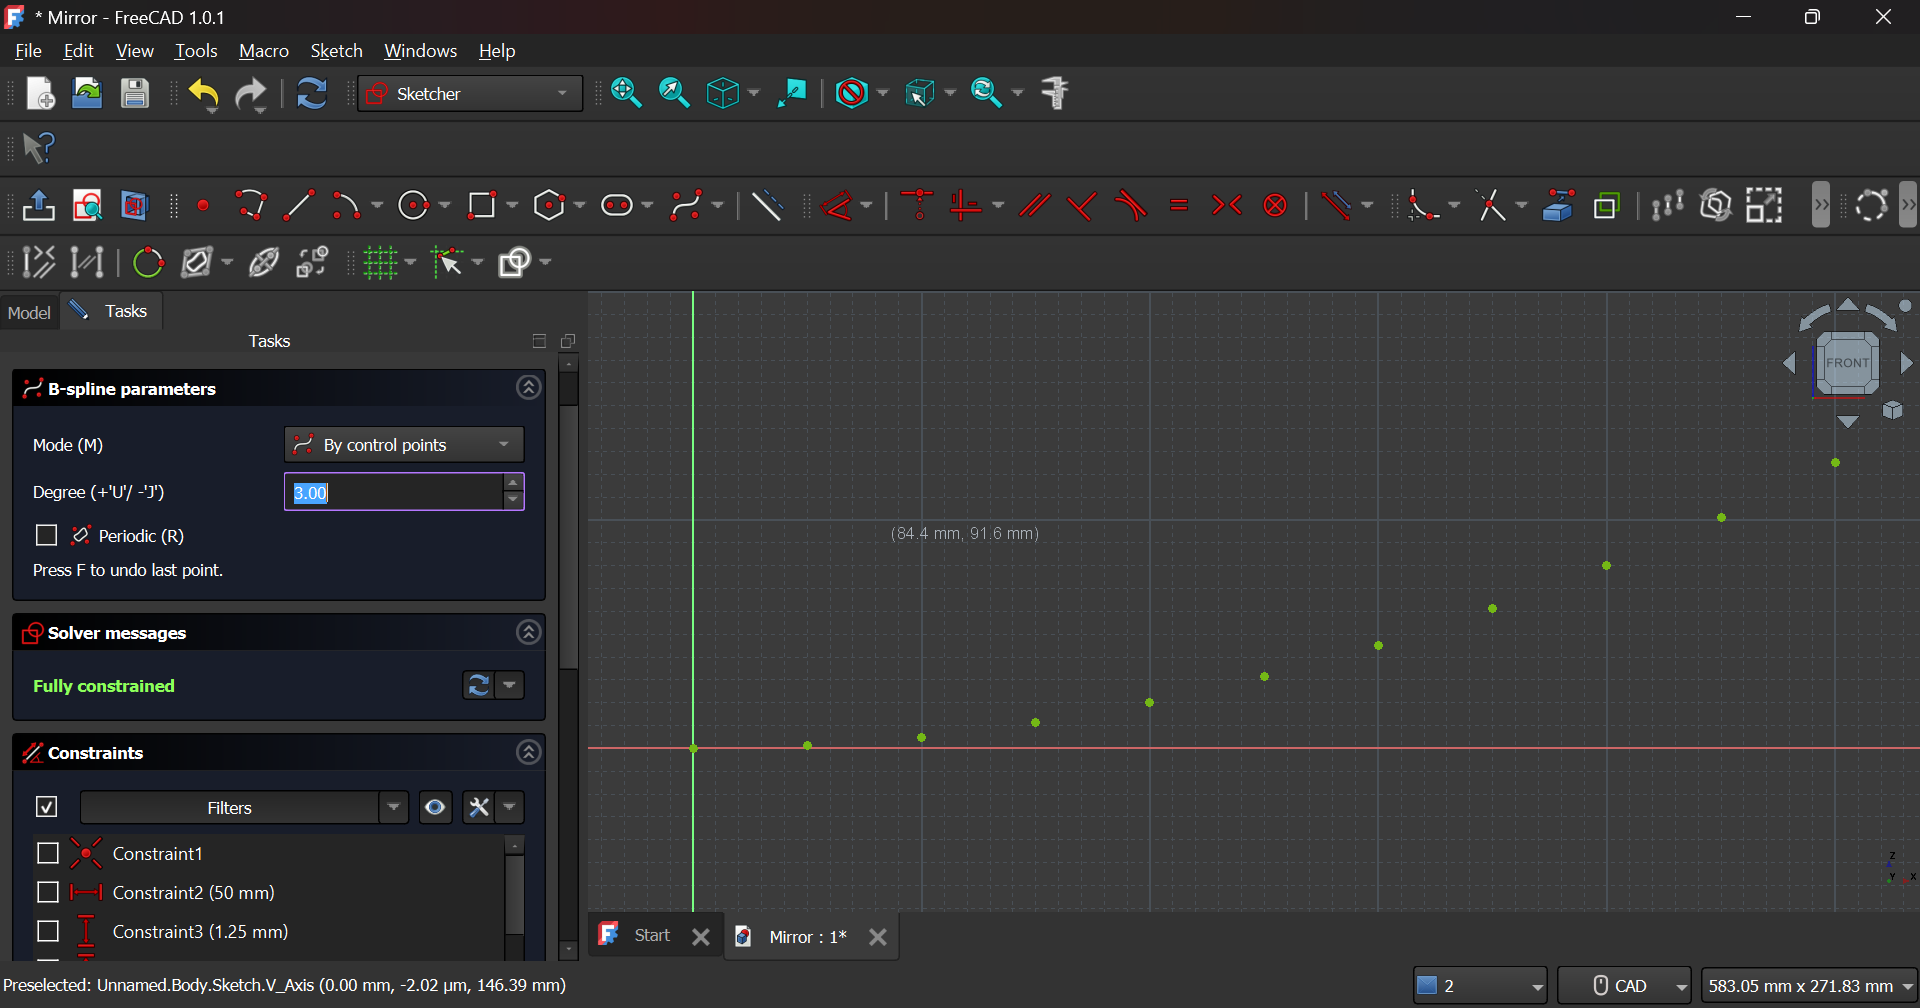 * Mirror - FreeCAD 1.0.1
File Edit View Tools Macro Sketch Windows Help
Sketcher
Model Tasks
Tasks
B-spline parameters
Mode (M) By control points
Degree (+'U'/ -'J') 3.00
Periodic (R)
Press F to undo last point.
Solver messages
Fully constrained
Constraints
Filters
Constraint1
Constraint2 (50 mm)
Constraint3 (1.25 mm)
(84.4 mm, 91.6 mm)
FRONT
Z
Y X
Start Mirror : 1*
Preselected: Unnamed.Body.Sketch.V_Axis (0.00 mm, -2.02 µm, 146.39 mm)
2 CAD 583.05 mm x 271.83 mm